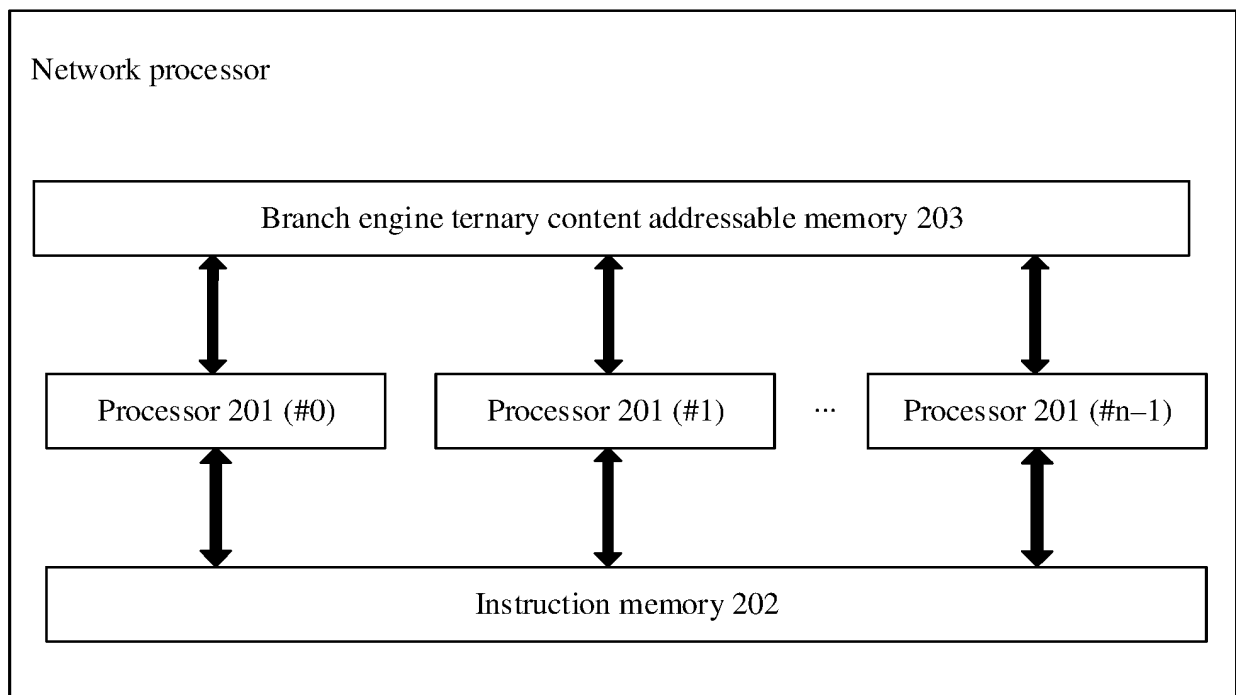 Network processor
Branch engine ternary content addressable memory 203
Processor 201 (#0)
Processor 201 (#1)
...
Processor 201 (#n–1)
Instruction memory 202